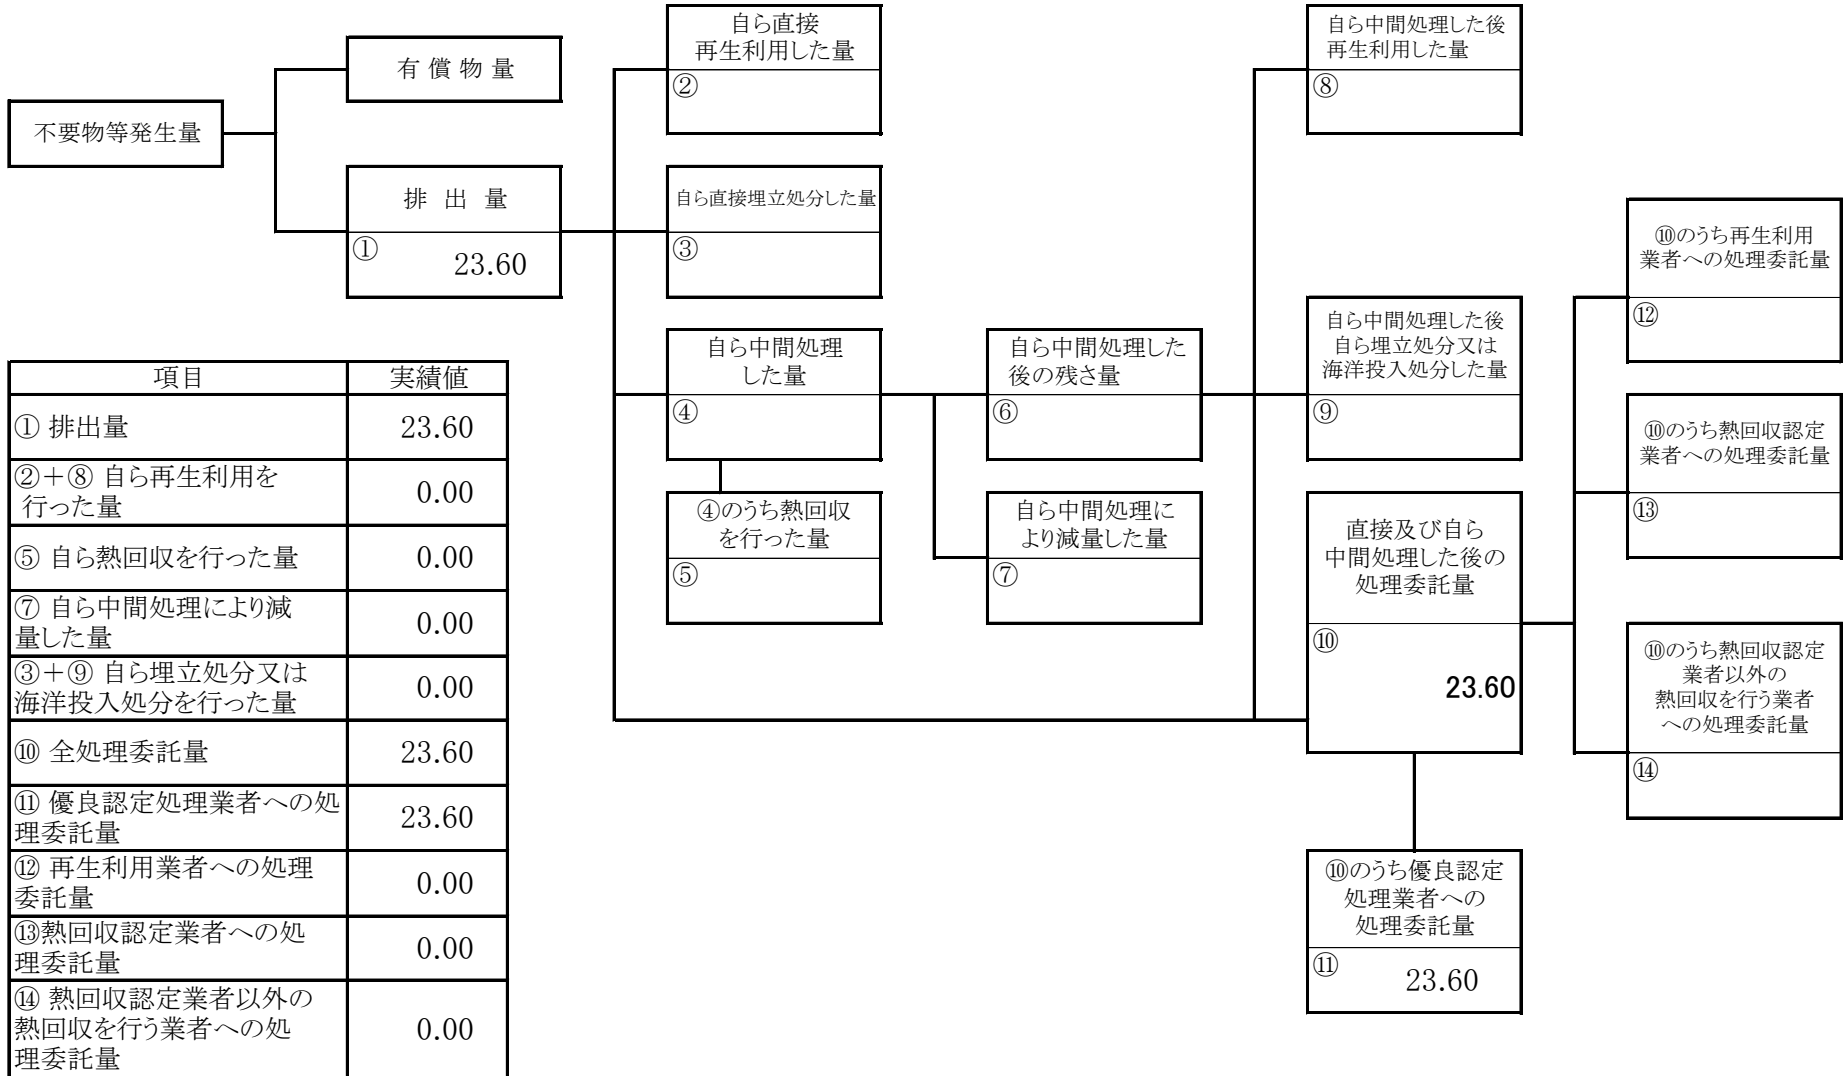 不要物等発生量
有 償 物 量
排 出 量
①
23.60
自ら直接
再生利用した量
②
自ら直接埋立処分した量
③
自ら中間処理
した量
④
④のうち熱回収
を行った量
⑤
自ら中間処理した
後の残さ量
⑥
自ら中間処理に
より減量した量
⑦
自ら中間処理した後
再生利用した量
⑧
自ら中間処理した後
自ら埋立処分又は
海洋投入処分した量
⑨
直接及び自ら
中間処理した後の
処理委託量
⑩
23.60
⑩のうち優良認定
処理業者への
処理委託量
⑪
23.60
⑩のうち再生利用
業者への処理委託量
⑫
⑩のうち熱回収認定
業者への処理委託量
⑬
⑩のうち熱回収認定
業者以外の
熱回収を行う業者
への処理委託量
⑭
項目 実績値
① 排出量 23.60
②＋⑧ 自ら再生利用を
行った量 0.00
⑤ 自ら熱回収を行った量 0.00
⑦ 自ら中間処理により減
量した量 0.00
③＋⑨ 自ら埋立処分又は
海洋投入処分を行った量 0.00
⑩ 全処理委託量 23.60
⑪ 優良認定処理業者への処
理委託量 23.60
⑫ 再生利用業者への処理
委託量 0.00
⑬熱回収認定業者への処
理委託量 0.00
⑭ 熱回収認定業者以外の
熱回収を行う業者への処
理委託量 0.00